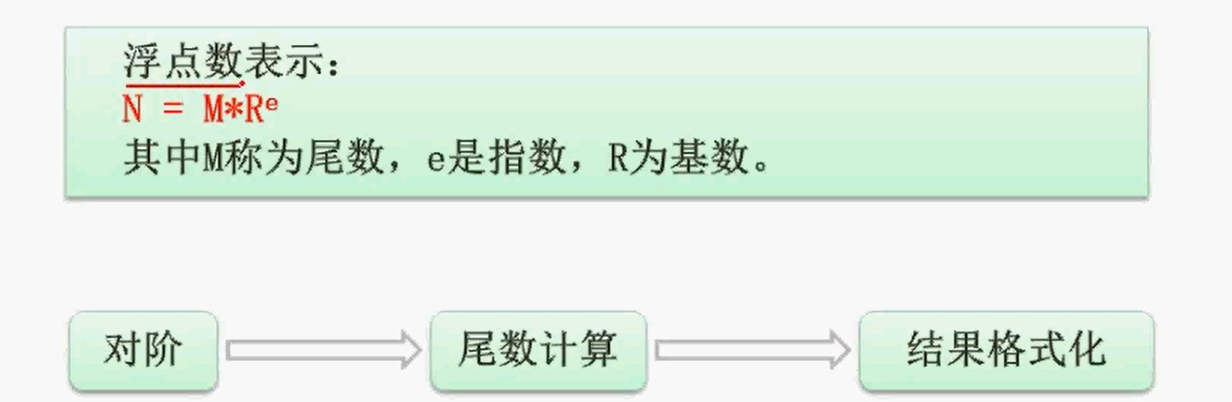 浮点数表示：
N = M*Rᵉ
其中M称为尾数，e是指数，R为基数。
对阶 尾数计算 结果格式化